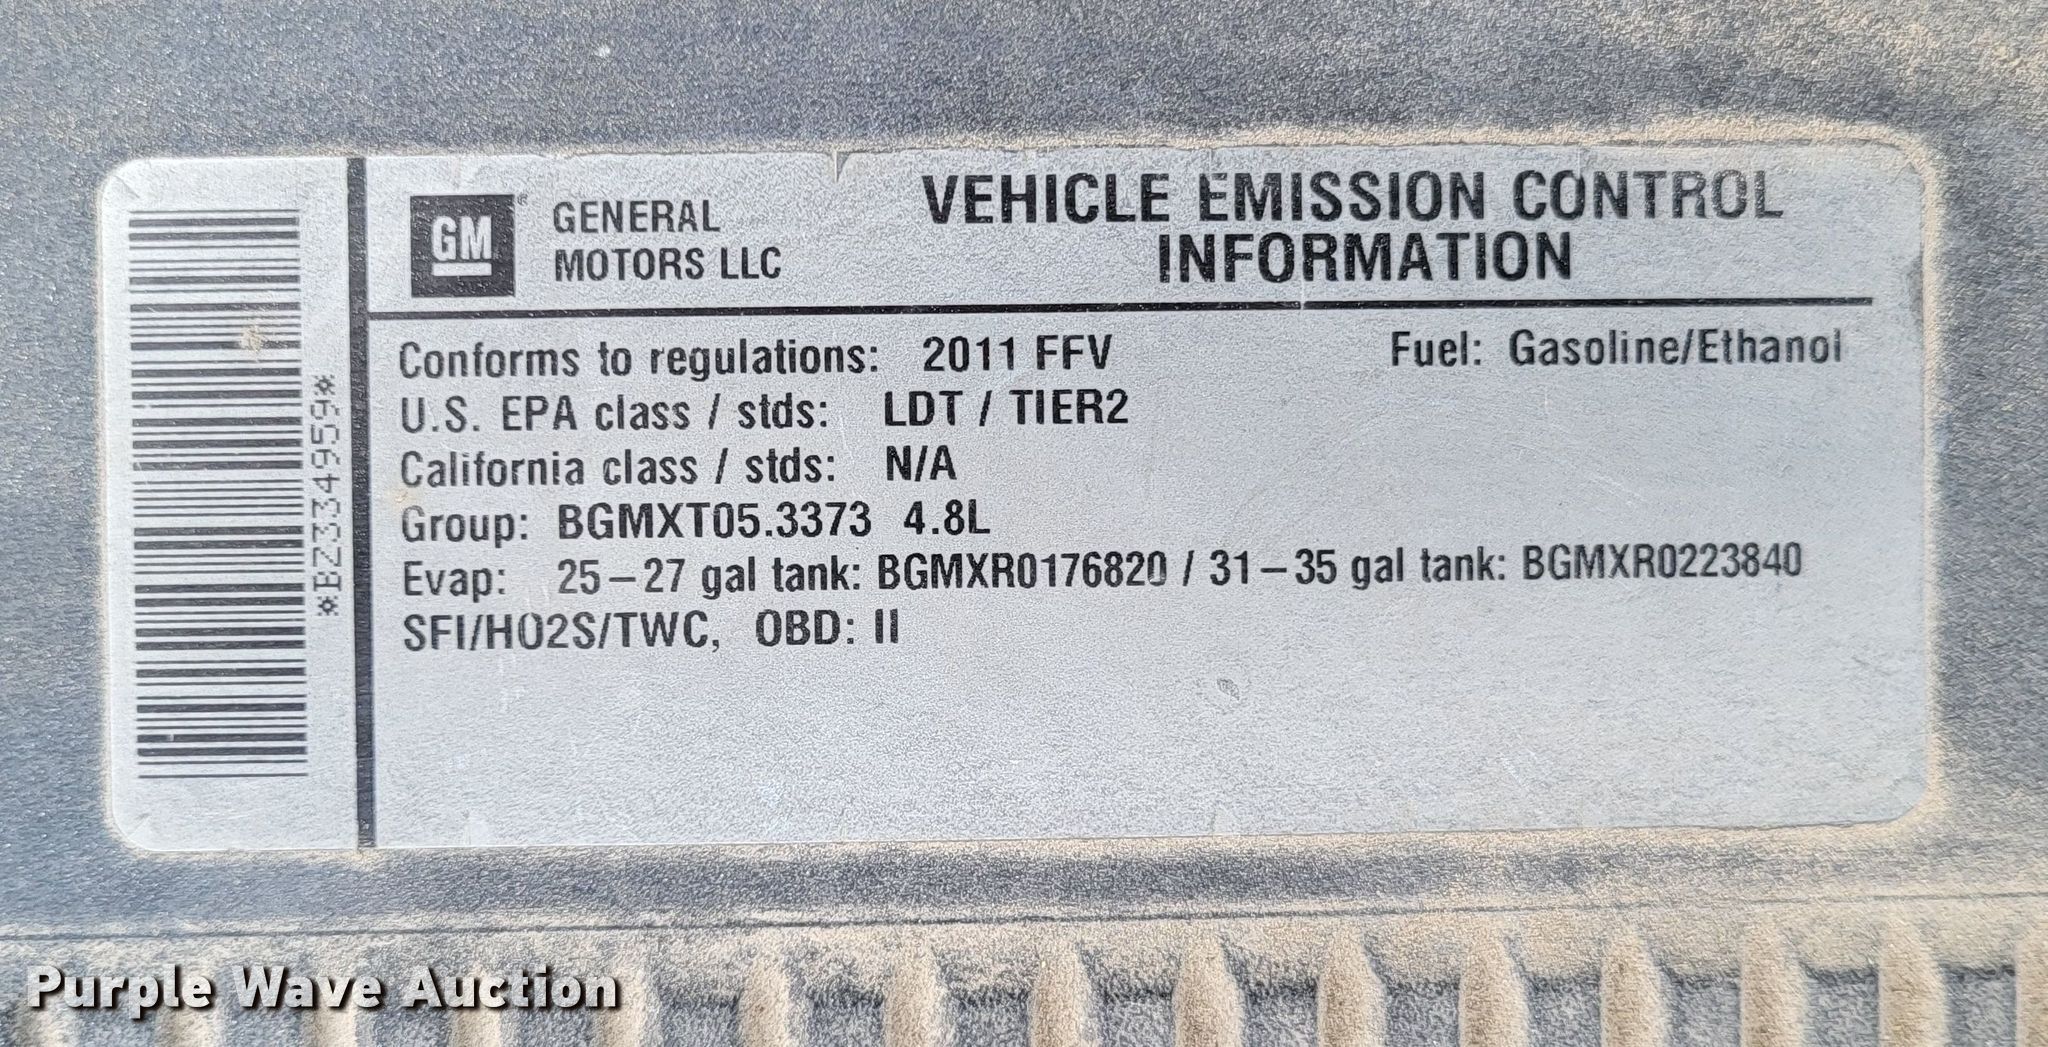 *EZ334959*
GM®
GENERAL
MOTORS LLC
VEHICLE EMISSION CONTROL
INFORMATION
Conforms to regulations: 2011 FFV Fuel: Gasoline/Ethanol
U.S. EPA class / stds: LDT / TIER2
California class / stds: N/A
Group: BGMXT05.3373 4.8L
Evap: 25–27 gal tank: BGMXR0176820 / 31–35 gal tank: BGMXR0223840
SFI/HO2S/TWC, OBD: II
Purple Wave Auction